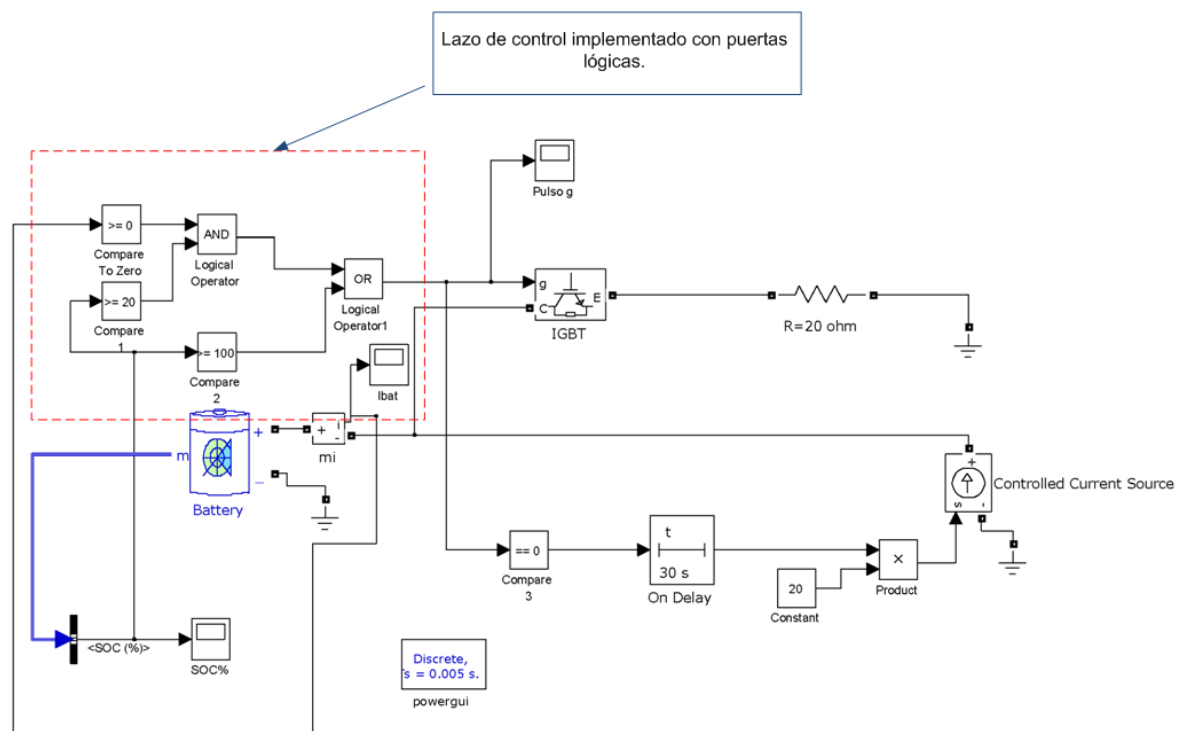 Lazo de control implementado con puertas
lógicas.
Pulso g
>= 0
Compare
To Zero
AND
Logical
Operator
>= 20
Compare
1
OR
Logical
Operator1
>= 100
Compare
2
g
C
E
IGBT
R=20 ohm
Ibat
+
i
-
mi
m
+
_
Battery
+
s
-
Controlled Current Source
== 0
Compare
3
t
30 s
On Delay
20
Constant
×
Product
<SOC (%)>
SOC%
Discrete,
s = 0.005 s.
powergui